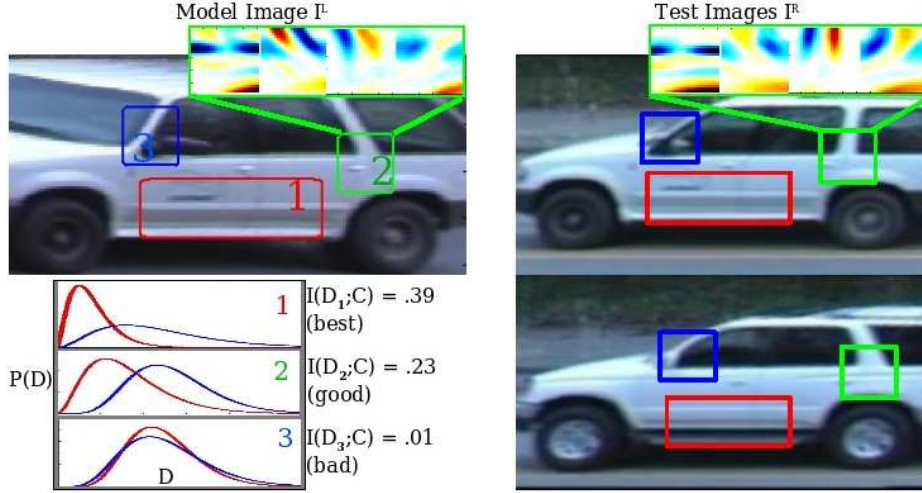 Model Image I^L
Test Images I^R
3
2
1
P(D)
1
I(D₁;C) = .39
(best)
2
I(D₂;C) = .23
(good)
3
I(D₃;C) = .01
(bad)
D